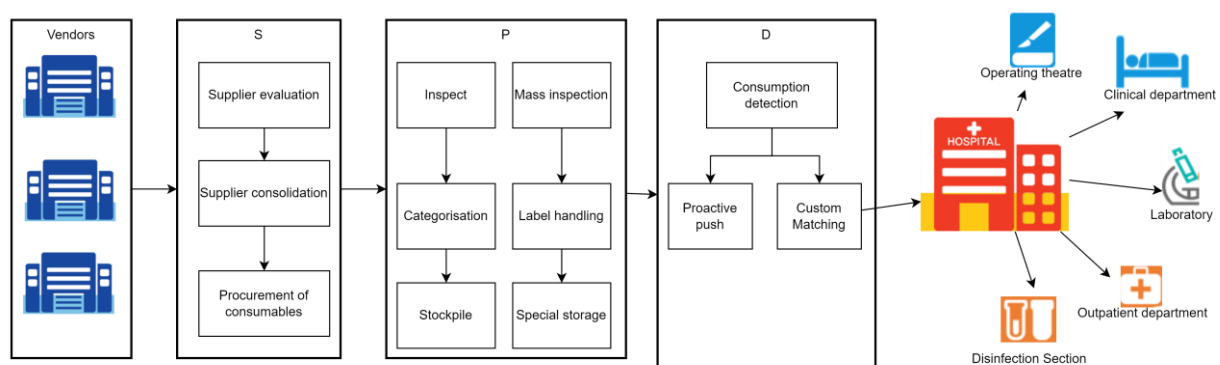 Vendors
S
Supplier evaluation
Supplier consolidation
Procurement of
consumables
P
Inspect
Mass inspection
Categorisation
Label handling
Stockpile
Special storage
D
Consumption
detection
Proactive
push
Custom
Matching
HOSPITAL
Operating theatre
Clinical department
Laboratory
Outpatient department
Disinfection Section